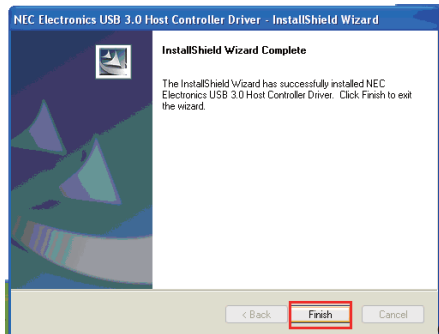 NEC Electronics USB 3.0 Host Controller Driver - InstallShield Wizard
InstallShield Wizard Complete
The InstallShield Wizard has successfully installed NEC
Electronics USB 3.0 Host Controller Driver. Click Finish to exit
the wizard.
< Back
Finish
Cancel